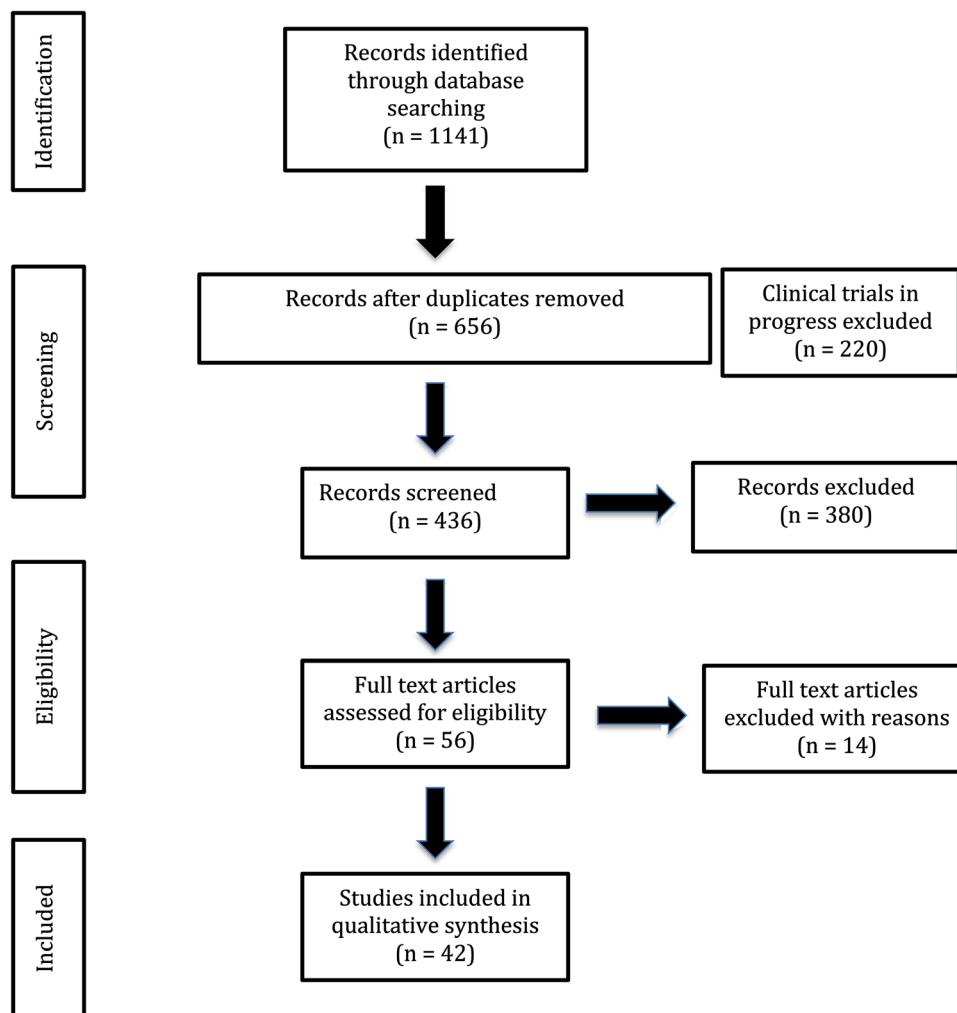 Identification
Records identified
through database
searching
(n = 1141)
Screening
Records after duplicates removed
(n = 656)
Clinical trials in
progress excluded
(n = 220)
Records screened
(n = 436)
Records excluded
(n = 380)
Eligibility
Full text articles
assessed for eligibility
(n = 56)
Full text articles
excluded with reasons
(n = 14)
Included
Studies included in
qualitative synthesis
(n = 42)